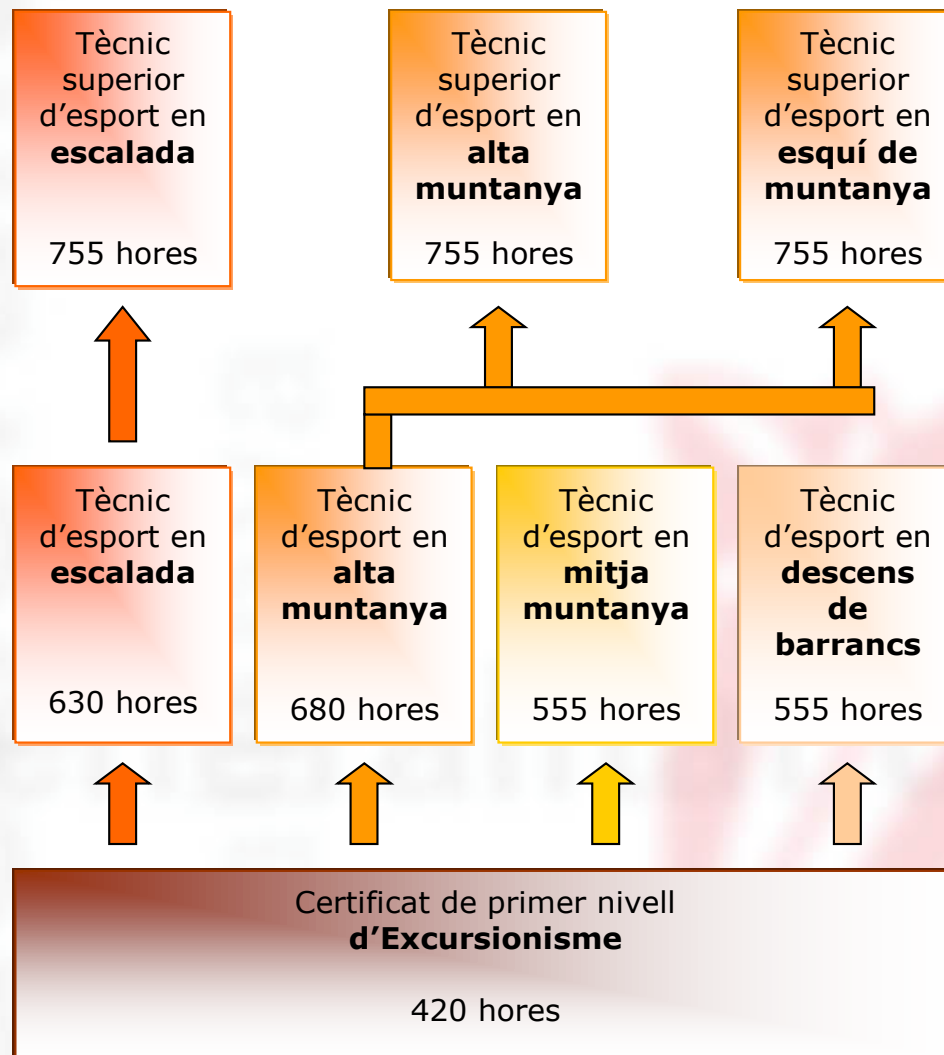 Tècnic
superior
d’esport en
escalada
755 hores
Tècnic
superior
d’esport en
alta
muntanya
755 hores
Tècnic
superior
d’esport en
esquí de
muntanya
755 hores
Tècnic
d’esport en
escalada
630 hores
Tècnic
d’esport en
alta
muntanya
680 hores
Tècnic
d’esport en
mitja
muntanya
555 hores
Tècnic
d’esport en
descens
de
barrancs
555 hores
Certificat de primer nivell
d’Excursionisme
420 hores